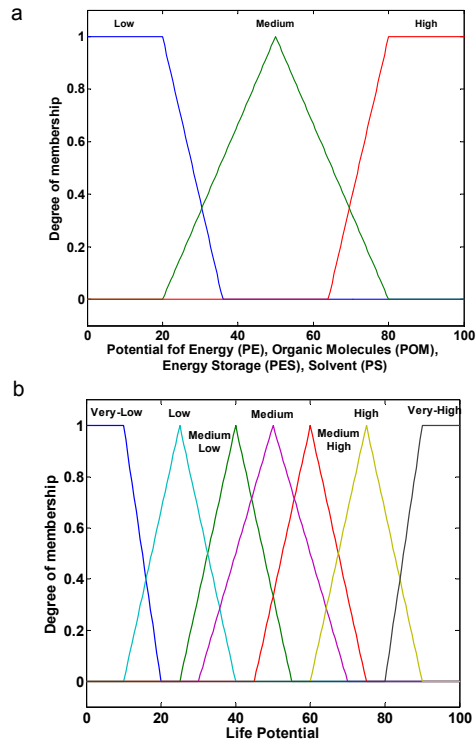 a
Low Medium High
1
0.8
0.6
0.4
0.2
0
Degree of membership
0 20 40 60 80 100
Potential fof Energy (PE), Organic Molecules (POM),
Energy Storage (PES), Solvent (PS)
b
Very-Low Low Medium High Very-High
Medium Medium
Low High
1
0.8
0.6
0.4
0.2
0
Degree of membership
0 20 40 60 80 100
Life Potential